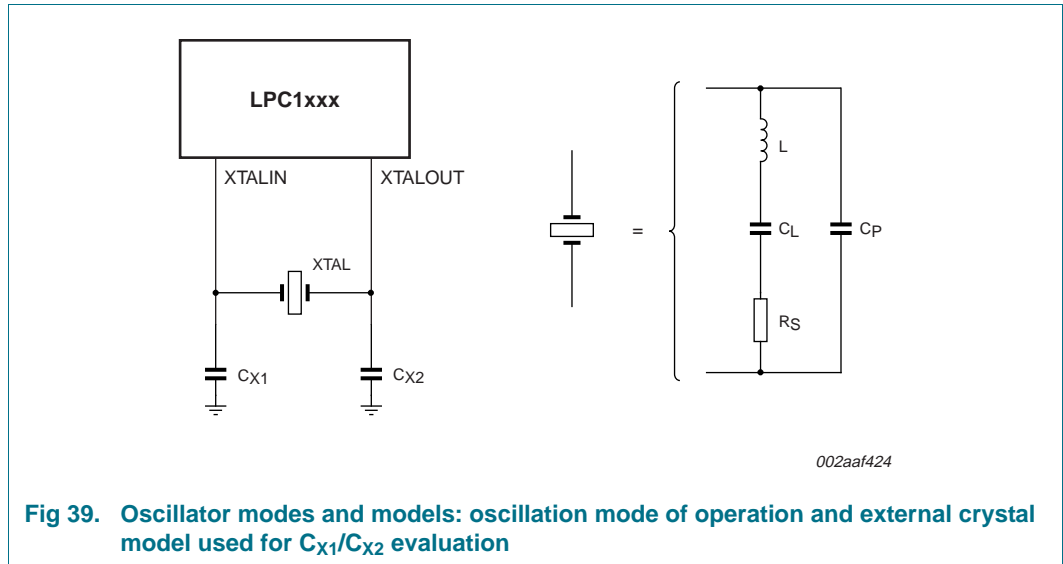 LPC1xxx
XTALIN
XTALOUT
XTAL
CX1
CX2
=
L
CL
CP
RS
002aaf424
Fig 39. Oscillator modes and models: oscillation mode of operation and external crystal
model used for CX1/CX2 evaluation